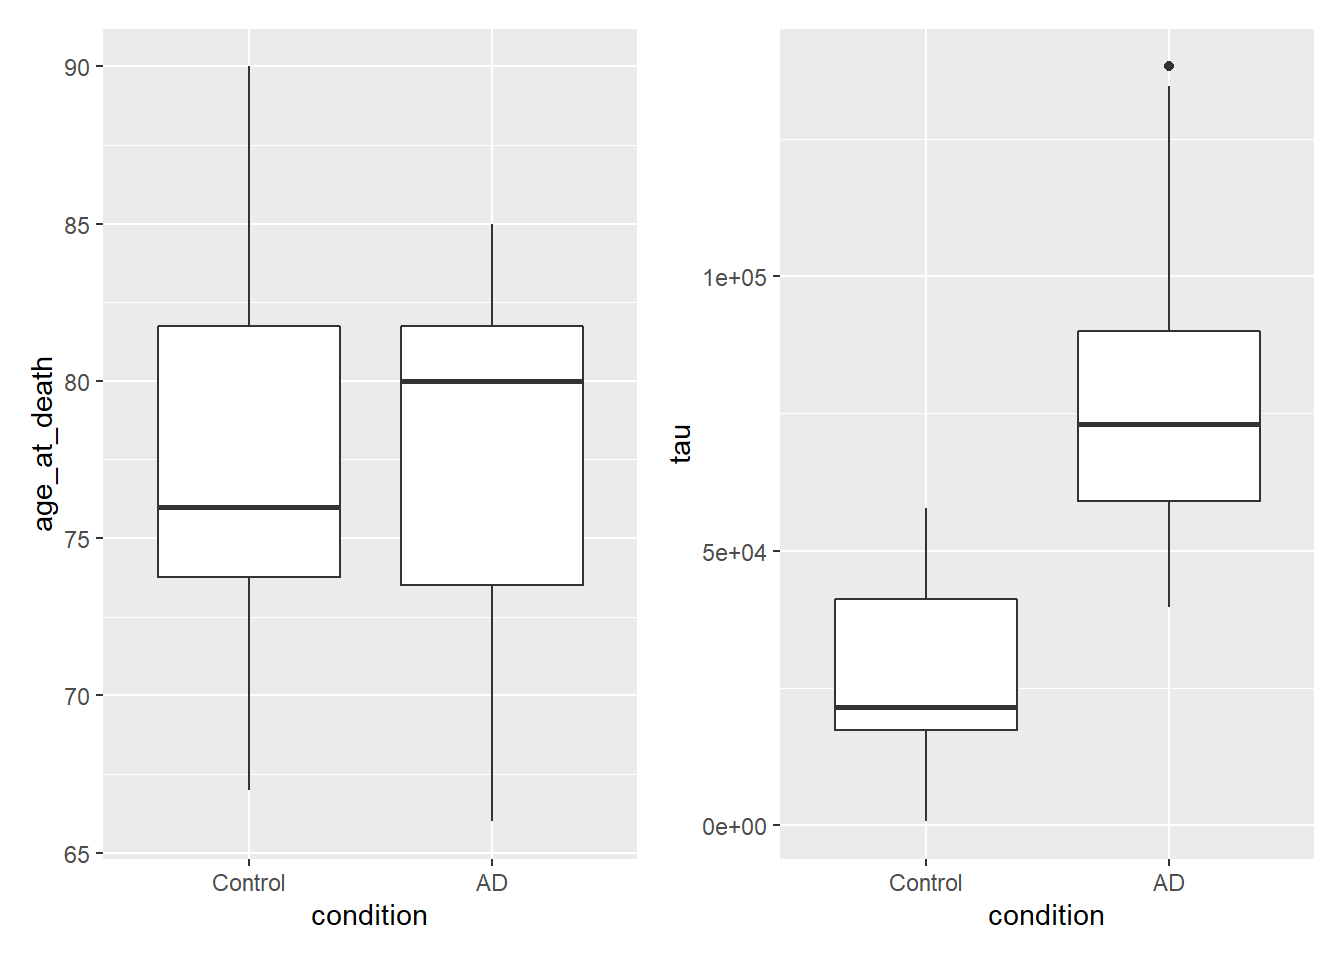 age_at_death
90
85
80
75
70
65
Control AD
condition
tau
1e+05
5e+04
0e+00
Control AD
condition